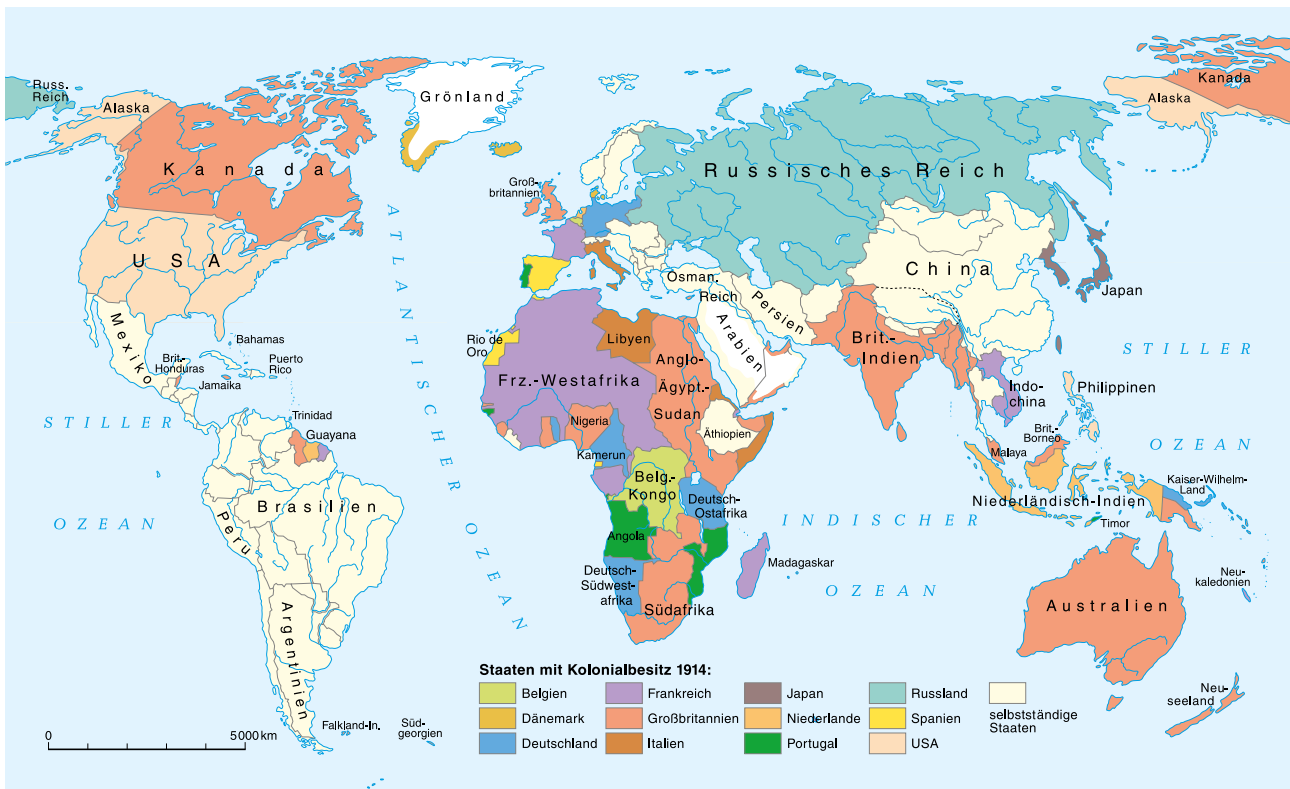 Russ.
Reich
Alaska
Kanada
Grönland
Kanada
Alaska
Russisches Reich
Groß-
britannien
USA
ATLANTISCHER OZEAN
Osman.
Reich
Persien
Arabien
China
Japan
Mexiko
Bahamas
Brit.-
Honduras
Puerto
Rico
Jamaika
Rio de
Oro
Libyen
Anglo-
Ägypt.-
Sudan
Brit.-
Indien
STILLER
Frz.-Westafrika
Indo-
china
Philippinen
STILLER
Trinidad
Guayana
Nigeria
Äthiopien
Brit.-
Borneo
OZEAN
Kamerun
Malaya
Belg.-
Kongo
Kaiser-Wilhelm-
Land
Brasilien
Deutsch-
Ostafrika
Niederländisch-Indien
OZEAN
Peru
INDISCHER
Timor
Angola
Madagaskar
Deutsch-
Südwest-
afrika
OZEAN
Neu-
kaledonien
Südafrika
Australien
Argentinien
Staaten mit Kolonialbesitz 1914:
Belgien
Frankreich
Japan
Russland
Dänemark
Großbritannien
Niederlande
Spanien
selbstständige
Staaten
Deutschland
Italien
Portugal
USA
Neu-
seeland
Falkland-In.
Süd-
georgien
0 5000 km